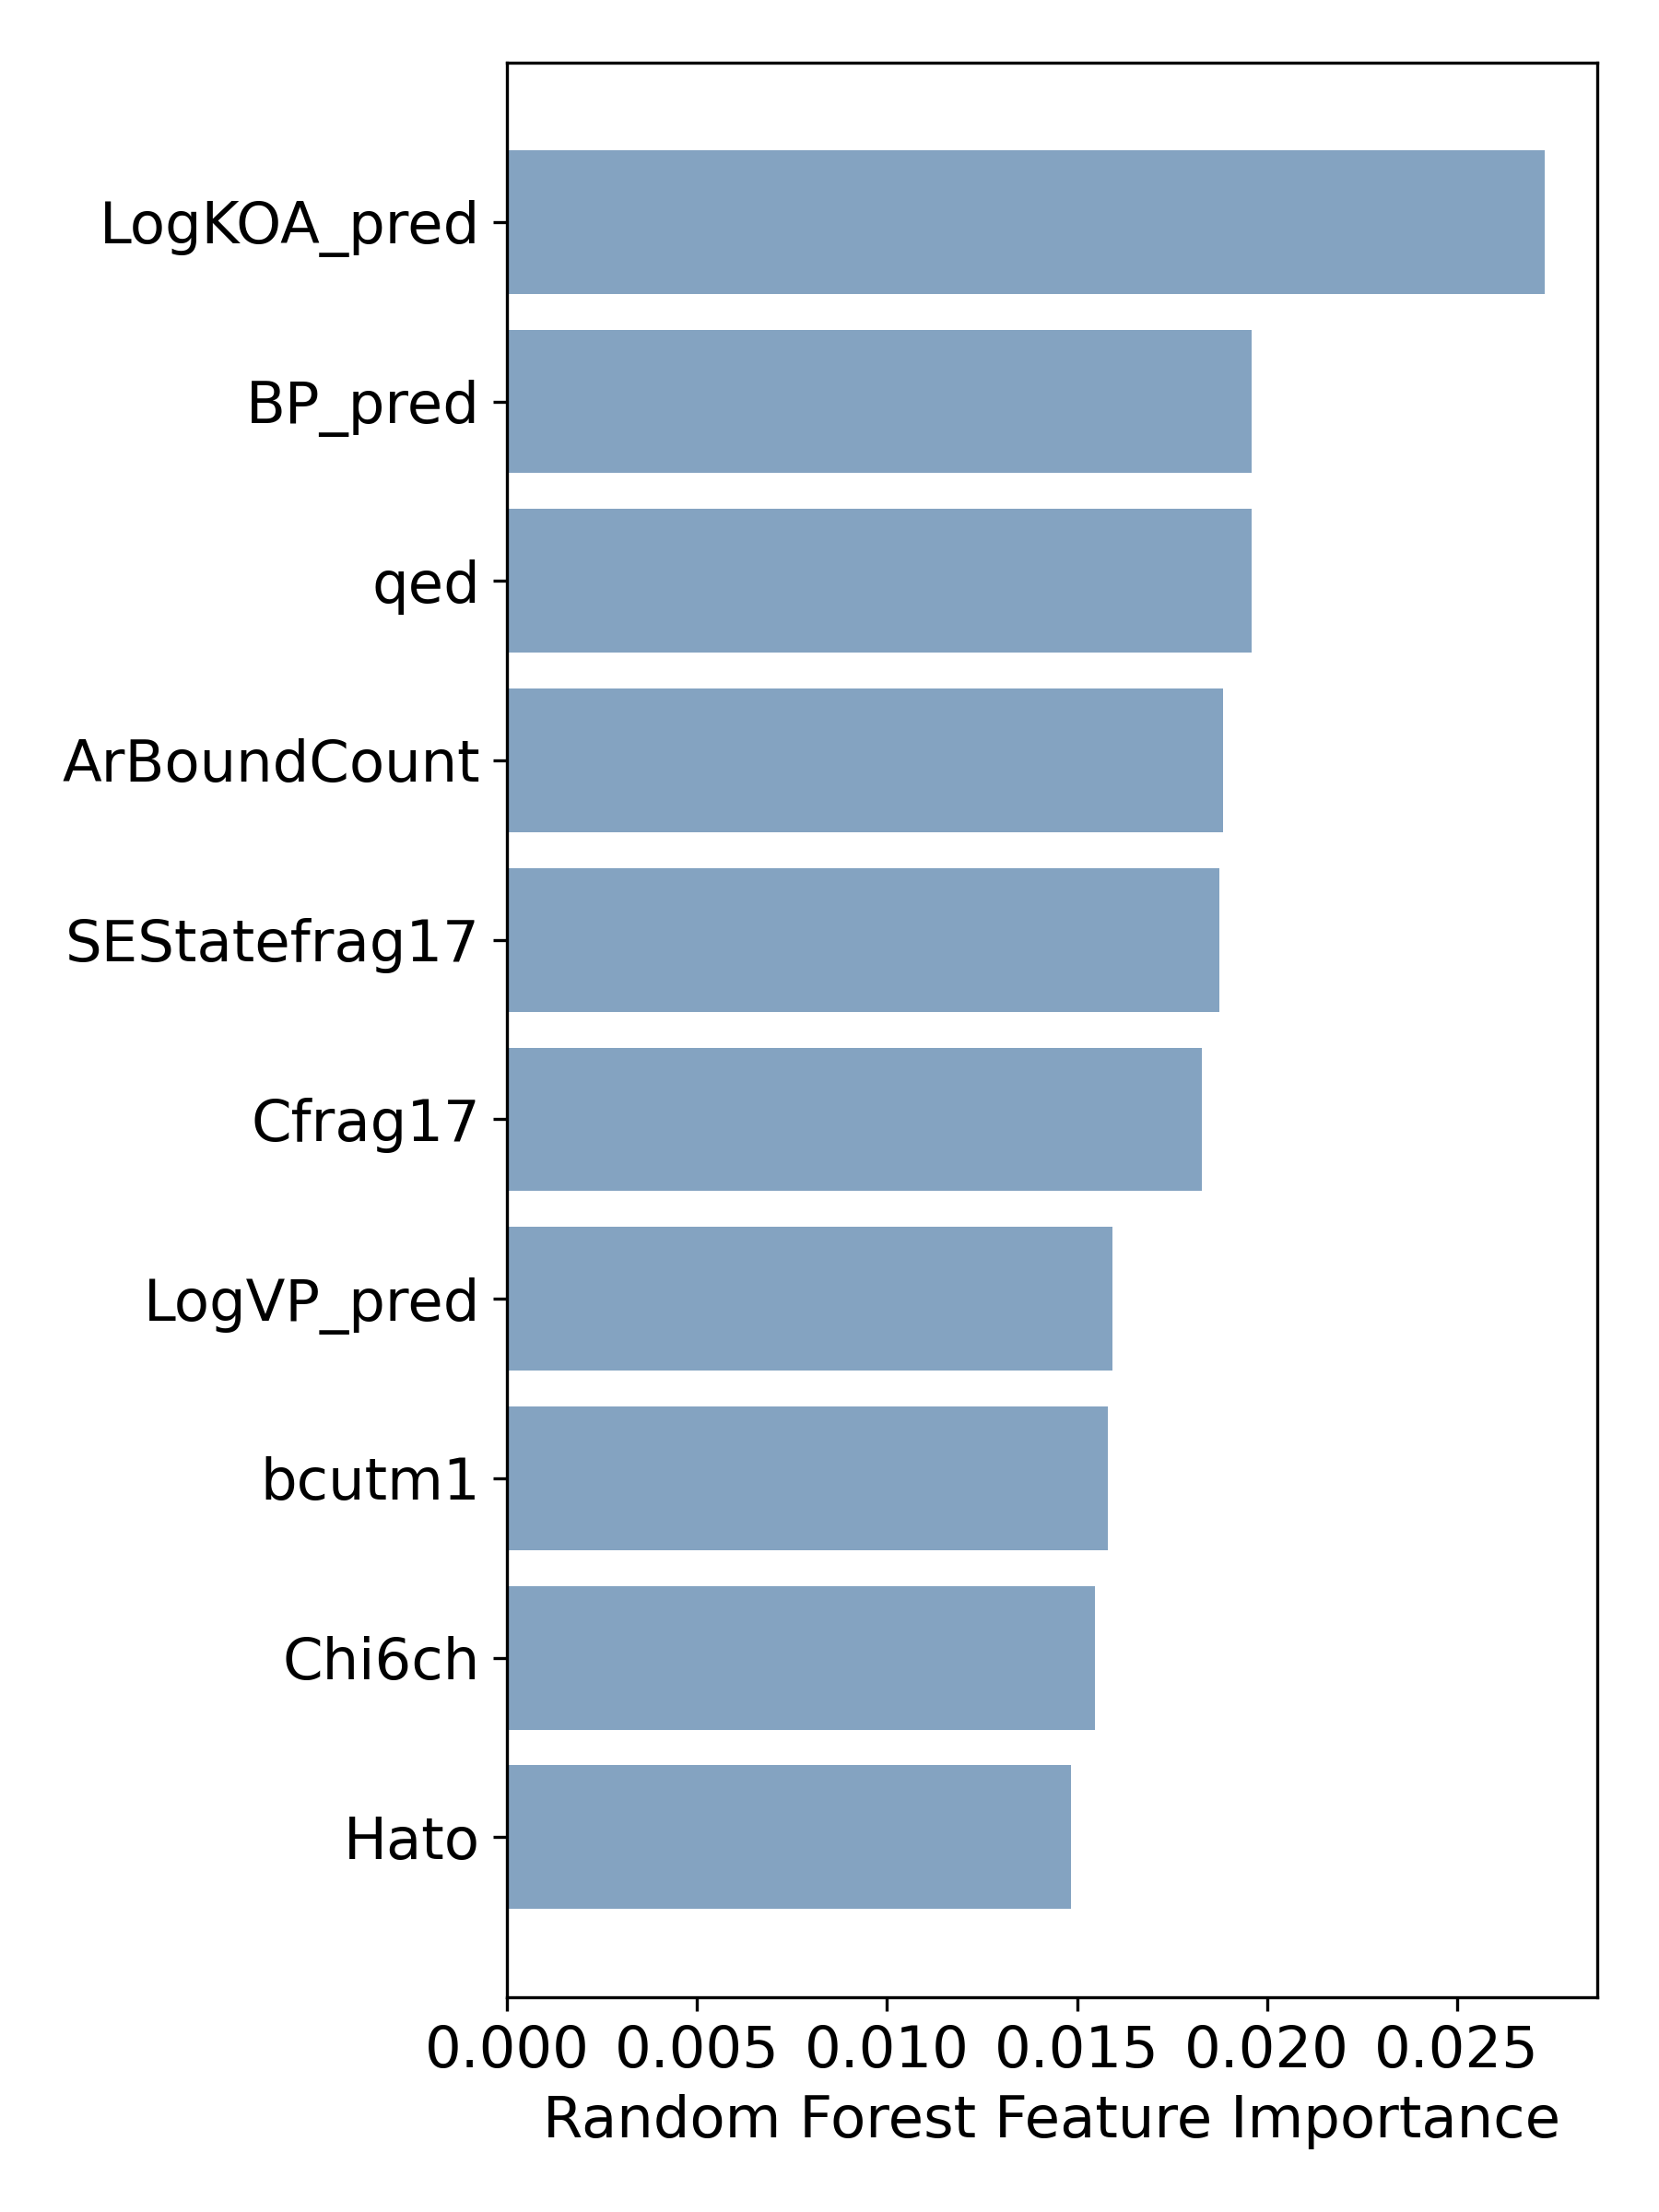 LogKOA_pred
BP_pred
qed
ArBoundCount
SEStatefrag17
Cfrag17
LogVP_pred
bcutm1
Chi6ch
Hato
0.000 0.005 0.010 0.015 0.020 0.025
Random Forest Feature Importance